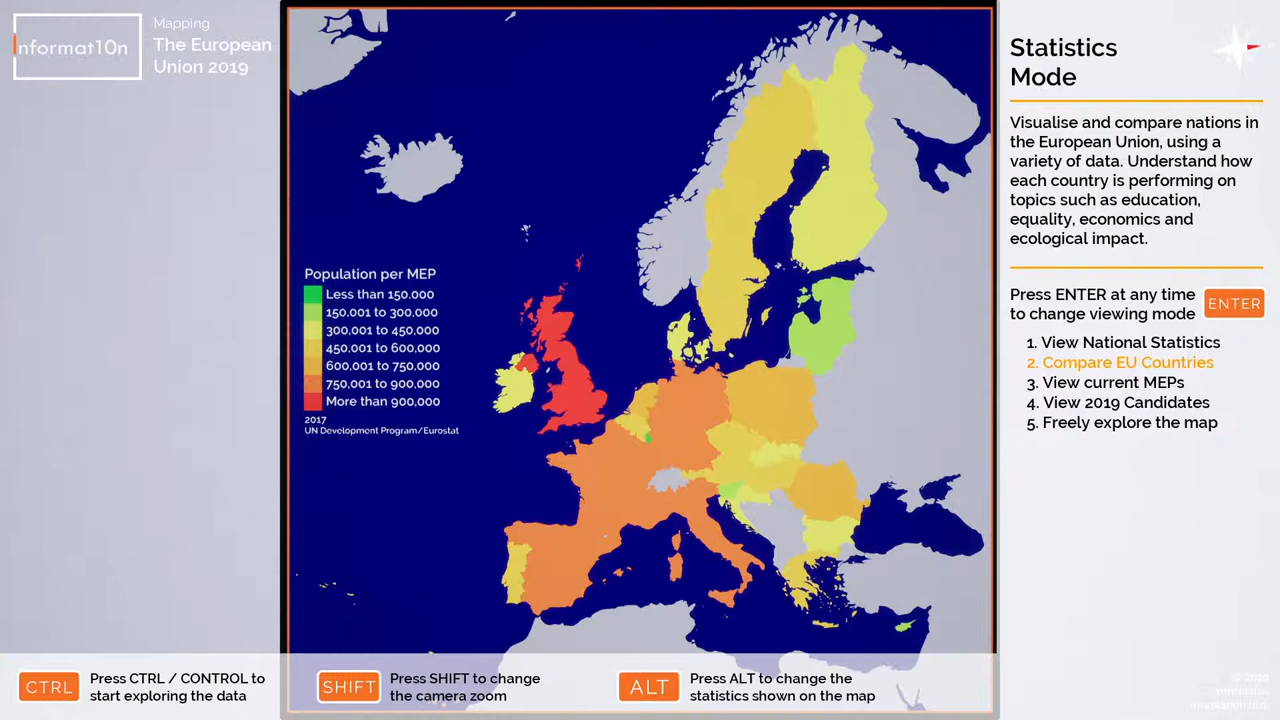 nformat10n
Mapping
The European
Union 2019
Population per MEP
Less than 150.000
150.001 to 300,000
300.001 to 450,000
450.001 to 600,000
600,001 to 750,000
750,001 to 900,000
More than 900,000
2017
UN Development Program/Eurostat
Statistics
Mode
Visualise and compare nations in
the European Union, using a
variety of data. Understand how
each country is performing on
topics such as education,
equality, economics and
ecological impact.
Press ENTER at any time
to change viewing mode
ENTER
1. View National Statistics
2. Compare EU Countries
3. View current MEPs
4. View 2019 Candidates
5. Freely explore the map
CTRL
Press CTRL / CONTROL to
start exploring the data
SHIFT
Press SHIFT to change
the camera zoom
ALT
Press ALT to change the
statistics shown on the map